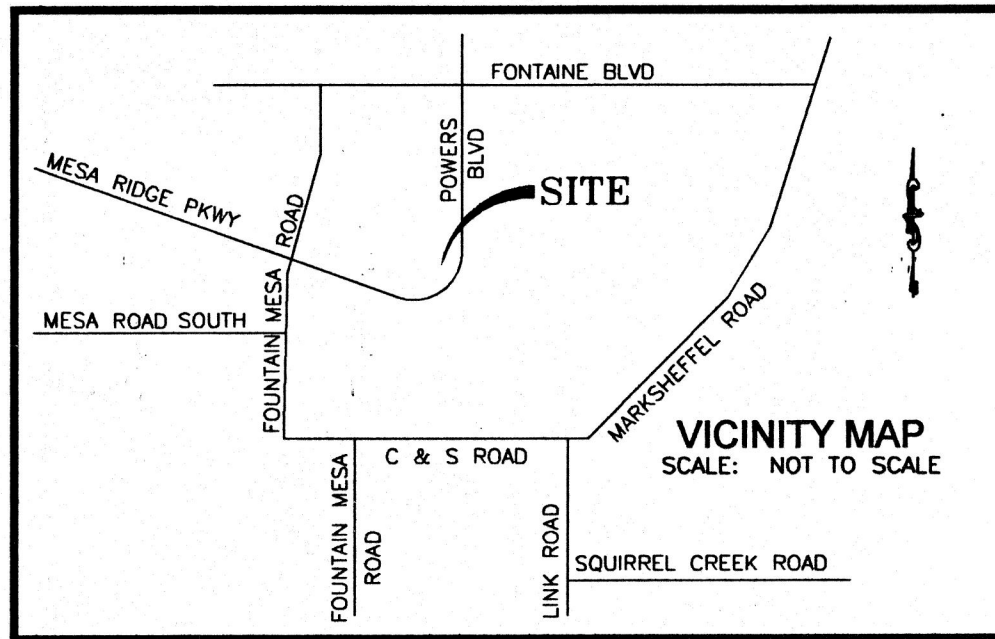 FONTAINE BLVD
POWERS
BLVD
MESA RIDGE PKWY
SITE
ROAD
FOUNTAIN MESA
MESA ROAD SOUTH
MARKSHEFFEL ROAD
VICINITY MAP
SCALE: NOT TO SCALE
C & S ROAD
FOUNTAIN MESA
ROAD
LINK ROAD
SQUIRREL CREEK ROAD